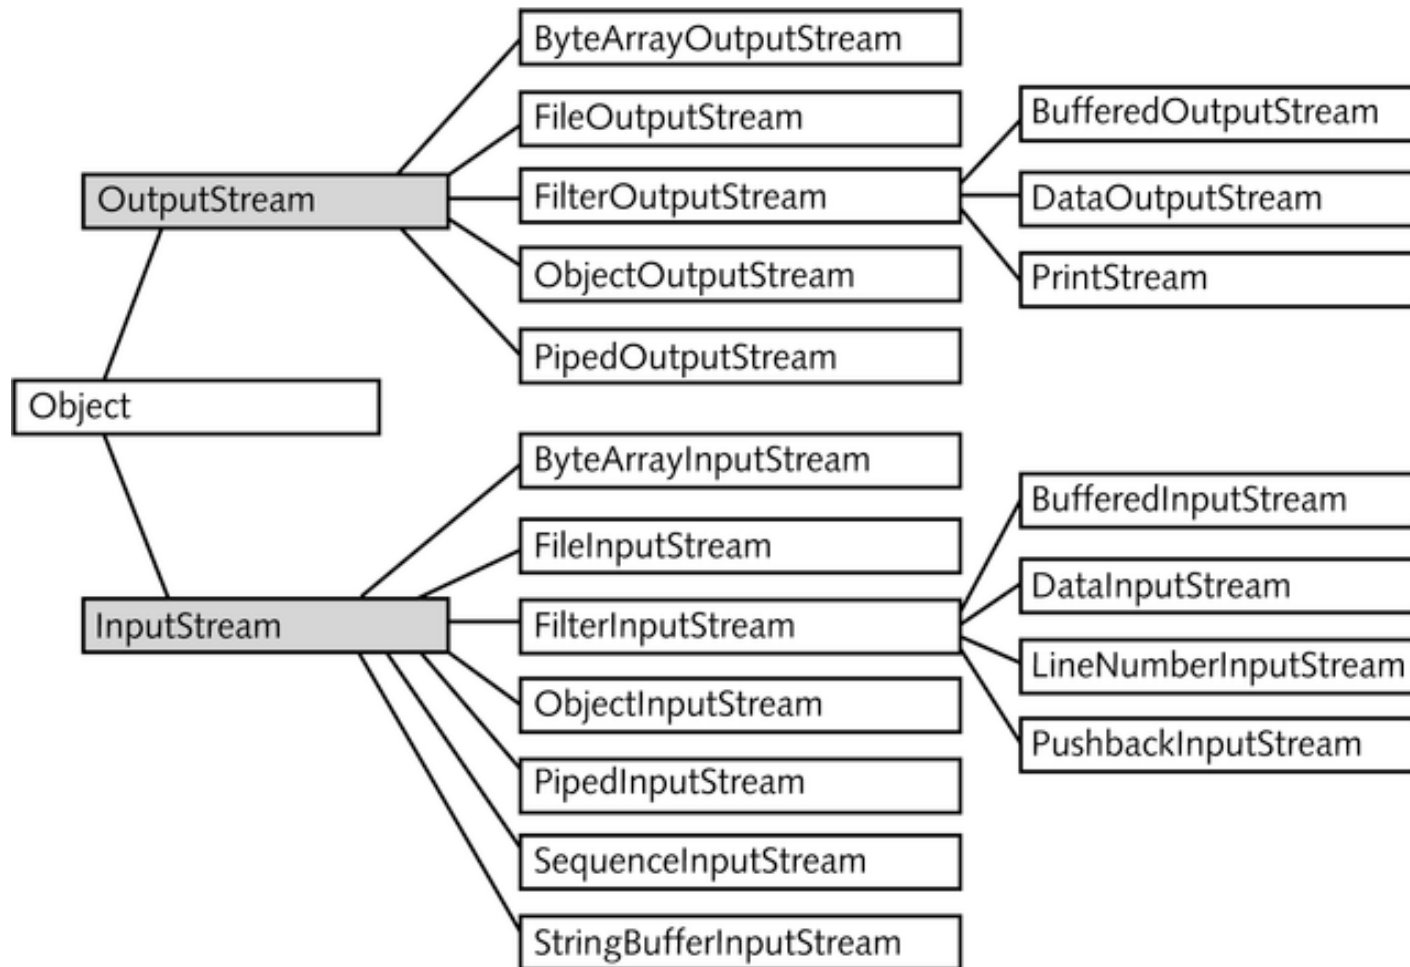 ByteArrayOutputStream
FileOutputStream
BufferedOutputStream
OutputStream
FilterOutputStream
DataOutputStream
ObjectOutputStream
PrintStream
PipedOutputStream
Object
ByteArrayInputStream
BufferedInputStream
FileInputStream
DataInputStream
InputStream
FilterInputStream
LineNumberInputStream
ObjectInputStream
PushbackInputStream
PipedInputStream
SequenceInputStream
StringBufferInputStream